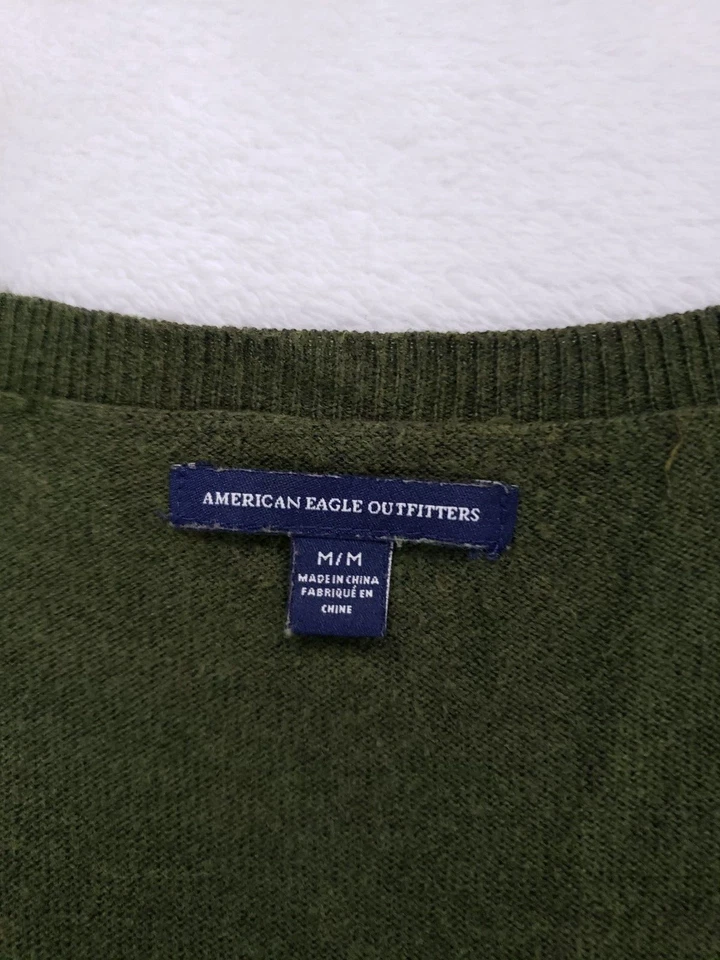 AMERICAN EAGLE OUTFITTERS
M/M
MADE IN CHINA
FABRIQUÉ EN
CHINE